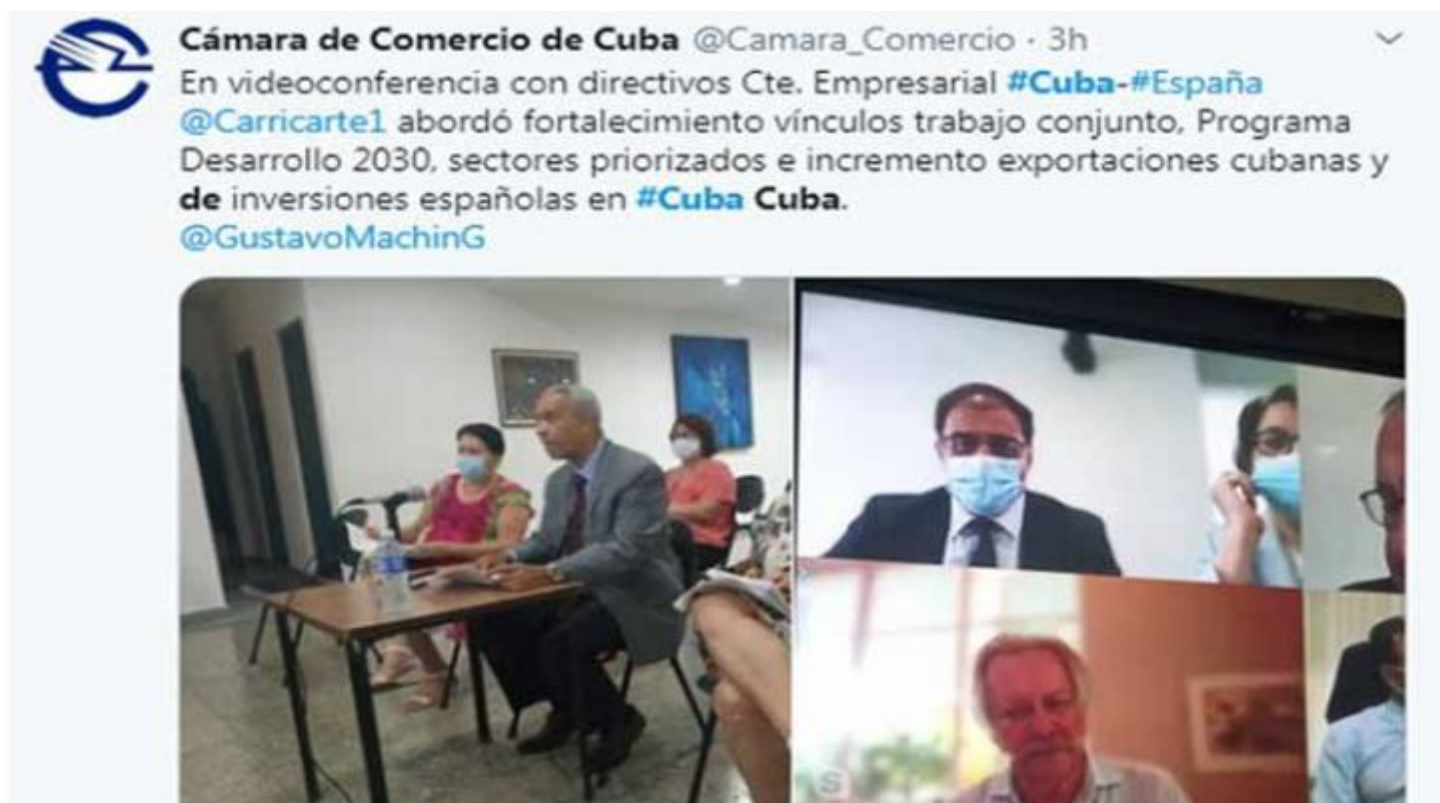 Cámara de Comercio de Cuba @Camara_Comercio · 3h
En videoconferencia con directivos Cte. Empresarial #Cuba-#España
@Carricarte1 abordó fortalecimiento vínculos trabajo conjunto, Programa
Desarrollo 2030, sectores priorizados e incremento exportaciones cubanas y
de inversiones españolas en #Cuba Cuba.
@GustavoMachinG
S